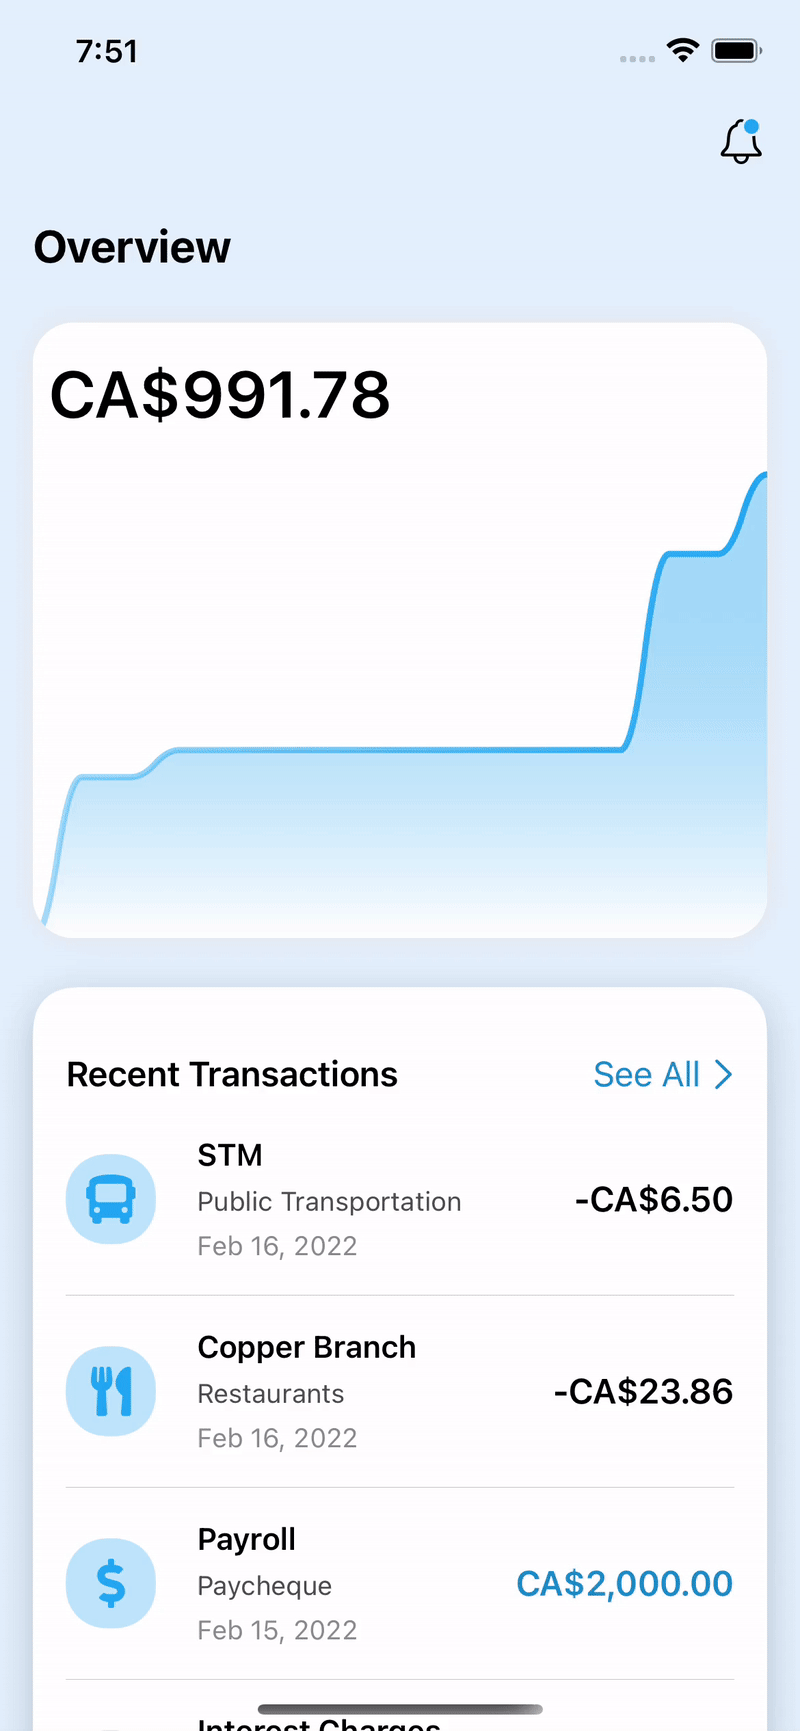 7:51
Overview
CA$991.78
Recent Transactions
See All
STM
Public Transportation
-CA$6.50
Feb 16, 2022
Copper Branch
Restaurants
-CA$23.86
Feb 16, 2022
Payroll
Paycheque
CA$2,000.00
Feb 15, 2022
Interest Charges